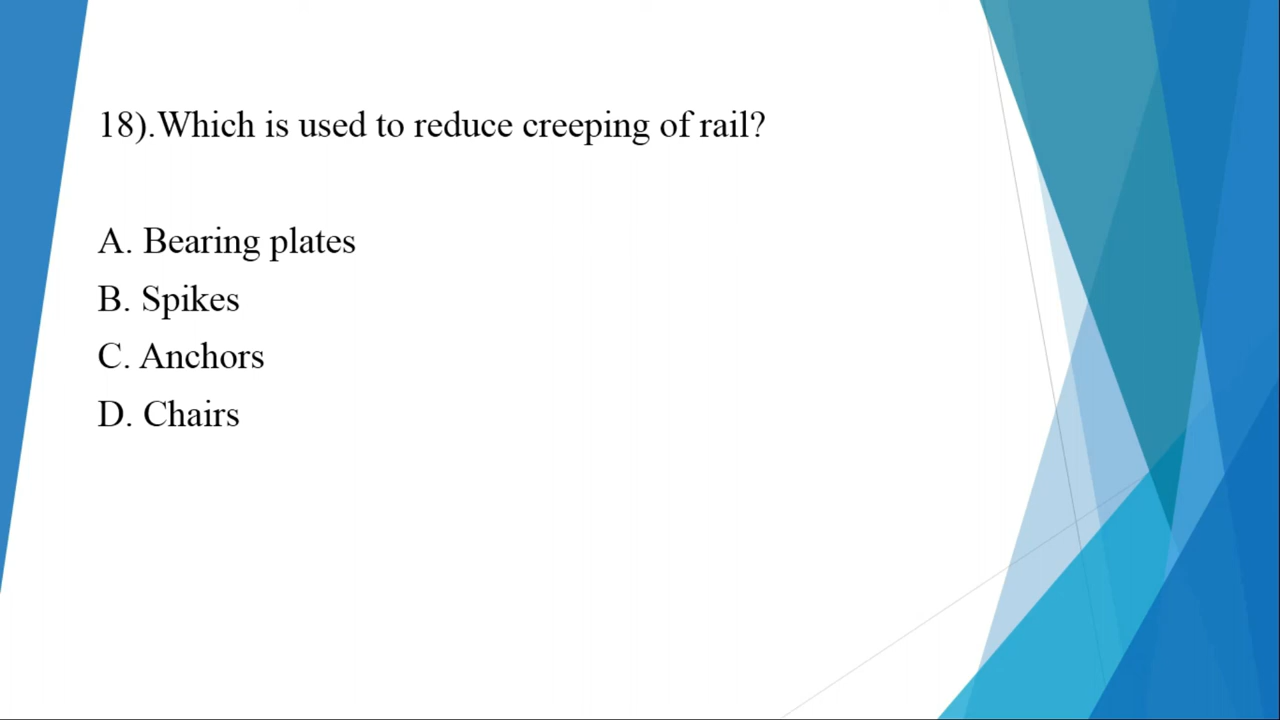 18).Which is used to reduce creeping of rail?
A. Bearing plates
B. Spikes
C. Anchors
D. Chairs